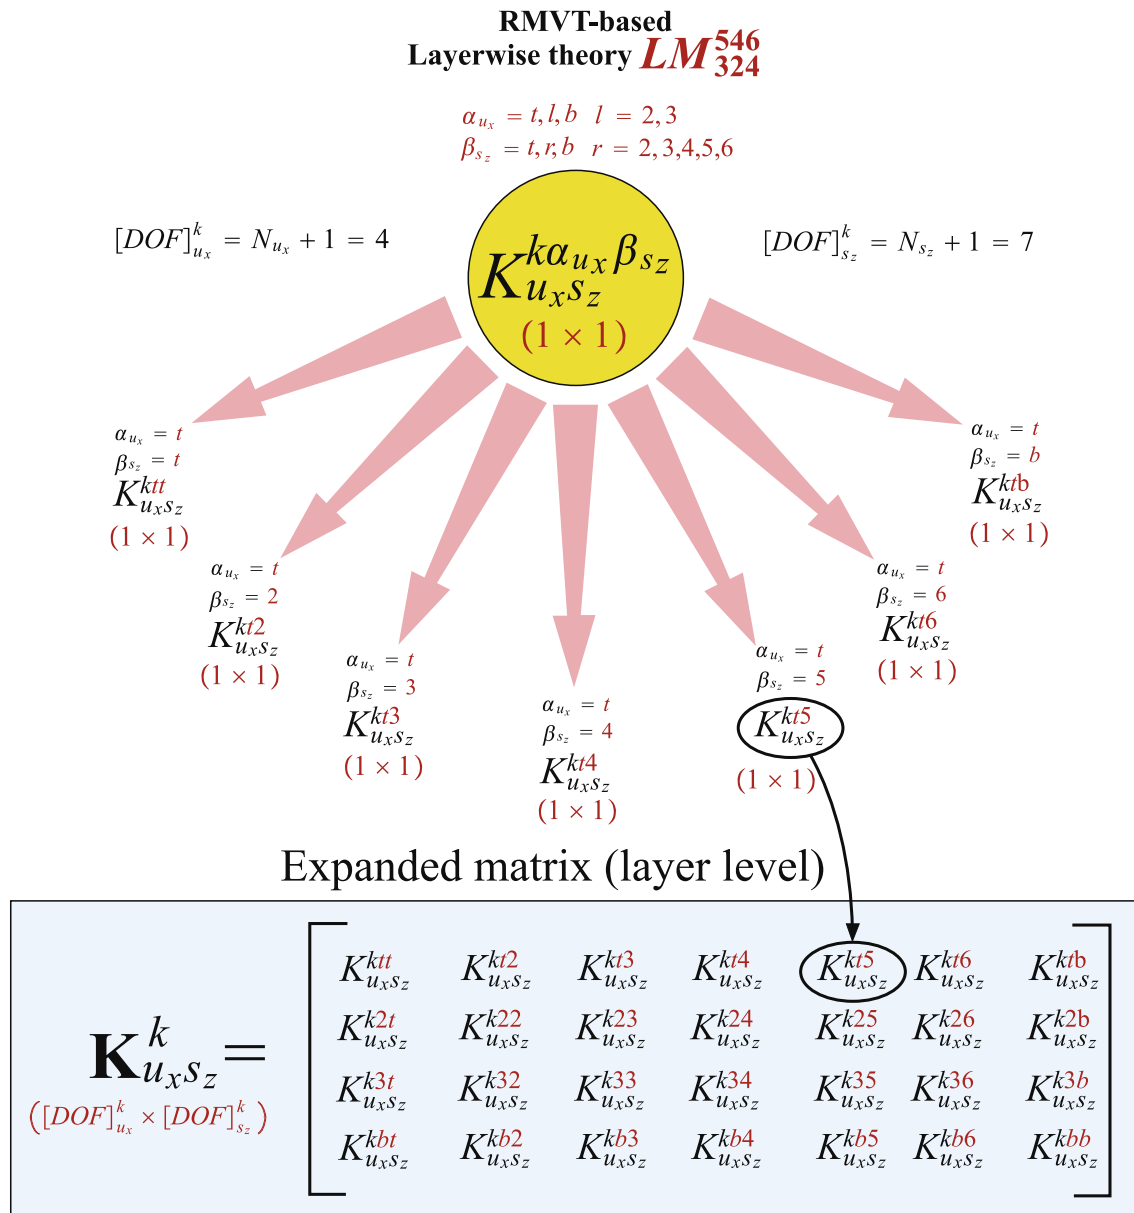 RMVT-based
Layerwise theory LM^{546}_{324}
α_{u_x} = t, l, b   l = 2, 3
β_{s_z} = t, r, b   r = 2,3,4,5,6
[DOF]^k_{u_x} = N_{u_x} + 1 = 4
[DOF]^k_{s_z} = N_{s_z} + 1 = 7
K^{kα_{u_x}β_{s_z}}_{u_x s_z}
(1 × 1)
α_{u_x} = t
β_{s_z} = t
K^{ktt}_{u_x s_z}
(1 × 1)
α_{u_x} = t
β_{s_z} = 2
K^{kt2}_{u_x s_z}
(1 × 1)
α_{u_x} = t
β_{s_z} = 3
K^{kt3}_{u_x s_z}
(1 × 1)
α_{u_x} = t
β_{s_z} = 4
K^{kt4}_{u_x s_z}
(1 × 1)
α_{u_x} = t
β_{s_z} = 5
K^{kt5}_{u_x s_z}
(1 × 1)
α_{u_x} = t
β_{s_z} = 6
K^{kt6}_{u_x s_z}
(1 × 1)
α_{u_x} = t
β_{s_z} = b
K^{ktb}_{u_x s_z}
(1 × 1)
Expanded matrix (layer level)
K^k_{u_x s_z} =
([DOF]^k_{u_x} × [DOF]^k_{s_z})
K^{ktt}_{u_x s_z} K^{kt2}_{u_x s_z} K^{kt3}_{u_x s_z} K^{kt4}_{u_x s_z} K^{kt5}_{u_x s_z} K^{kt6}_{u_x s_z} K^{ktb}_{u_x s_z}
K^{k2t}_{u_x s_z} K^{k22}_{u_x s_z} K^{k23}_{u_x s_z} K^{k24}_{u_x s_z} K^{k25}_{u_x s_z} K^{k26}_{u_x s_z} K^{k2b}_{u_x s_z}
K^{k3t}_{u_x s_z} K^{k32}_{u_x s_z} K^{k33}_{u_x s_z} K^{k34}_{u_x s_z} K^{k35}_{u_x s_z} K^{k36}_{u_x s_z} K^{k3b}_{u_x s_z}
K^{kbt}_{u_x s_z} K^{kb2}_{u_x s_z} K^{kb3}_{u_x s_z} K^{kb4}_{u_x s_z} K^{kb5}_{u_x s_z} K^{kb6}_{u_x s_z} K^{kbb}_{u_x s_z}